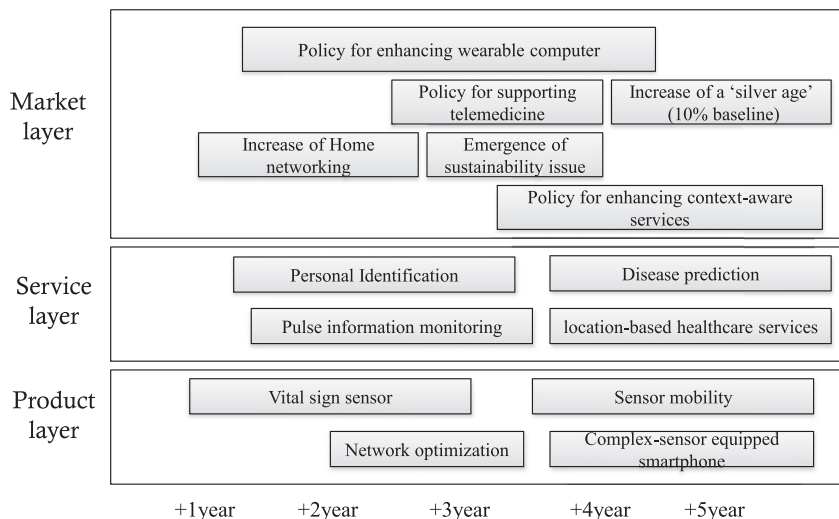 Market
layer
Policy for enhancing wearable computer
Policy for supporting
telemedicine
Increase of a ‘silver age’
(10% baseline)
Increase of Home
networking
Emergence of
sustainability issue
Policy for enhancing context-aware
services
Service
layer
Personal Identification
Disease prediction
Pulse information monitoring
location-based healthcare services
Product
layer
Vital sign sensor
Sensor mobility
Network optimization
Complex-sensor equipped
smartphone
+1year
+2year
+3year
+4year
+5year